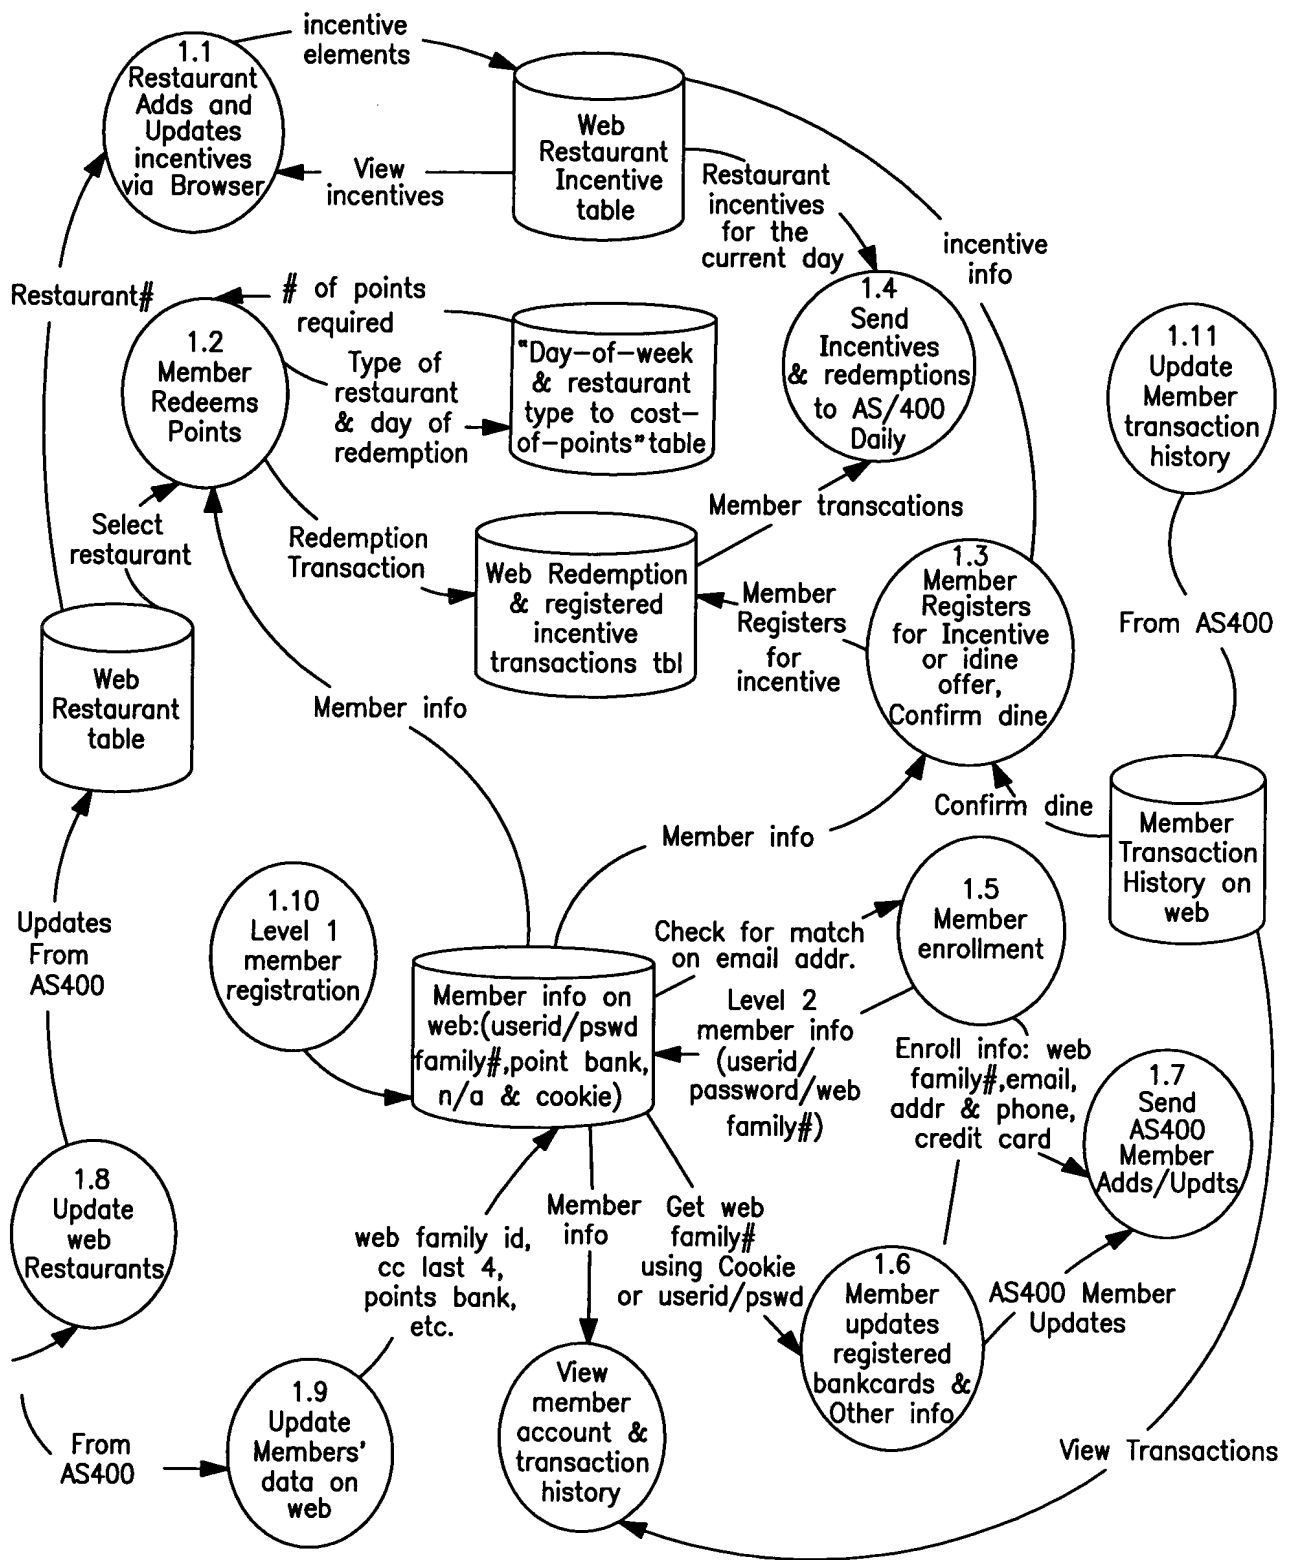 incentive
elements
1.1
Restaurant
Adds and
Updates
incentives
via Browser
View
incentives
Web
Restaurant
Incentive
table
Restaurant
incentives
for the
current day
incentive
info
Restaurant#
# of points
required
1.2
Member
Redeems
Points
Type of
restaurant
& day of
redemption
"Day-of-week
& restaurant
type to cost-
of-points" table
1.4
Send
Incentives
& redemptions
to AS/400
Daily
1.11
Update
Member
transaction
history
Select
restaurant
Redemption
Transaction
Member transcations
Web Redemption
& registered
incentive
transactions tbl
Member
Registers
for
incentive
1.3
Member
Registers
for Incentive
or idine
offer,
Confirm dine
From AS400
Web
Restaurant
table
Member info
Member info
Confirm dine
Member
Transaction
History on
web
Updates
From
AS400
1.10
Level 1
member
registration
Member info on
web:(userid/pswd
family#,point bank,
n/a & cookie)
Check for match
on email addr.
1.5
Member
enrollment
Level 2
member info
(userid/
password/web
family#)
Enroll info: web
family#,email,
addr & phone,
credit card
1.7
Send
AS400
Member
Adds/Updts
1.8
Update
web
Restaurants
web family id,
cc last 4,
points bank,
etc.
Member
info
Get web
family#
using Cookie
or userid/pswd
1.6
Member
updates
registered
bankcards &
Other info
AS400 Member
Updates
From
AS400
1.9
Update
Members'
data on
web
View
member
account &
transaction
history
View Transactions